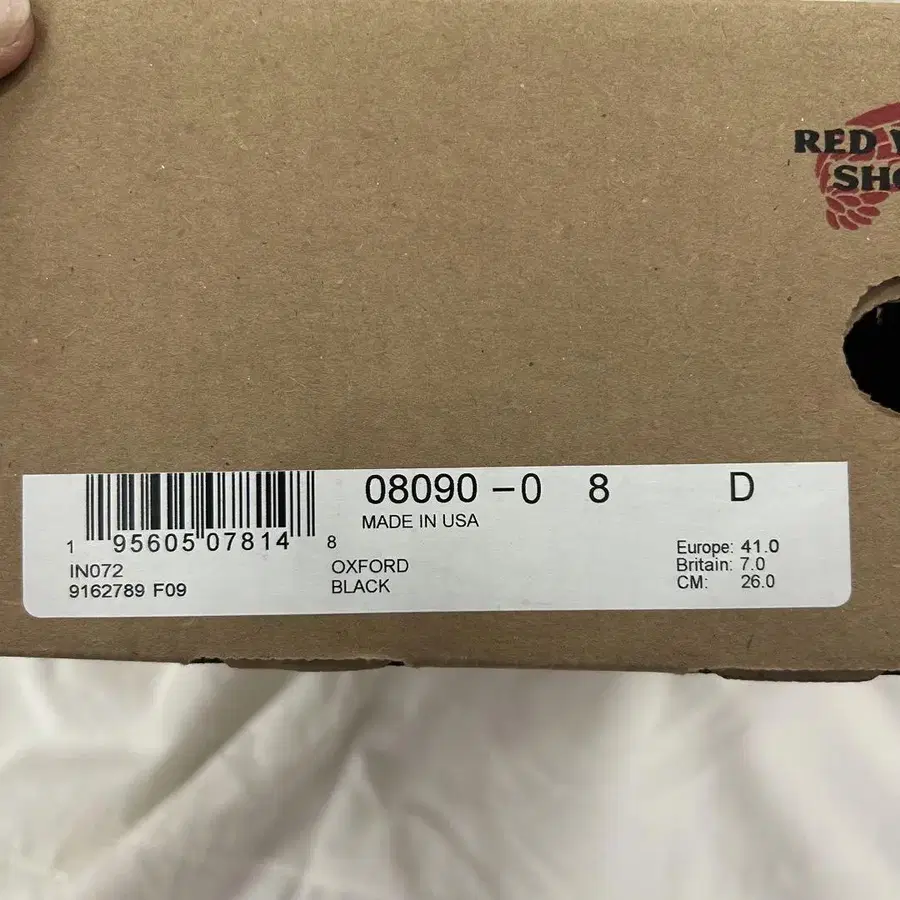 RED
08090 -0 8 D
MADE IN USA
1 95605 07814 8
IN072
9162789 F09
OXFORD
BLACK
Europe: 41.0
Britain: 7.0
CM: 26.0